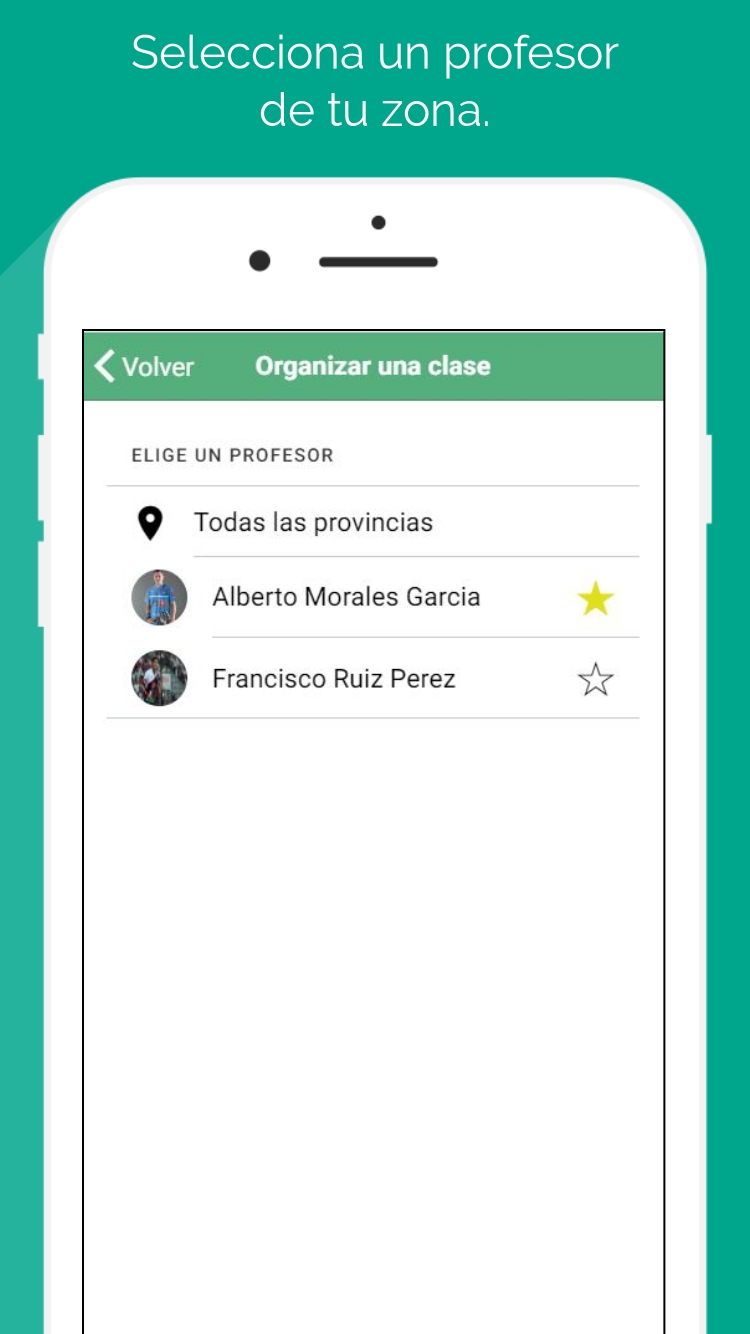 Selecciona un profesor
de tu zona.
Volver
Organizar una clase
ELIGE UN PROFESOR
Todas las provincias
Alberto Morales Garcia
Francisco Ruiz Perez